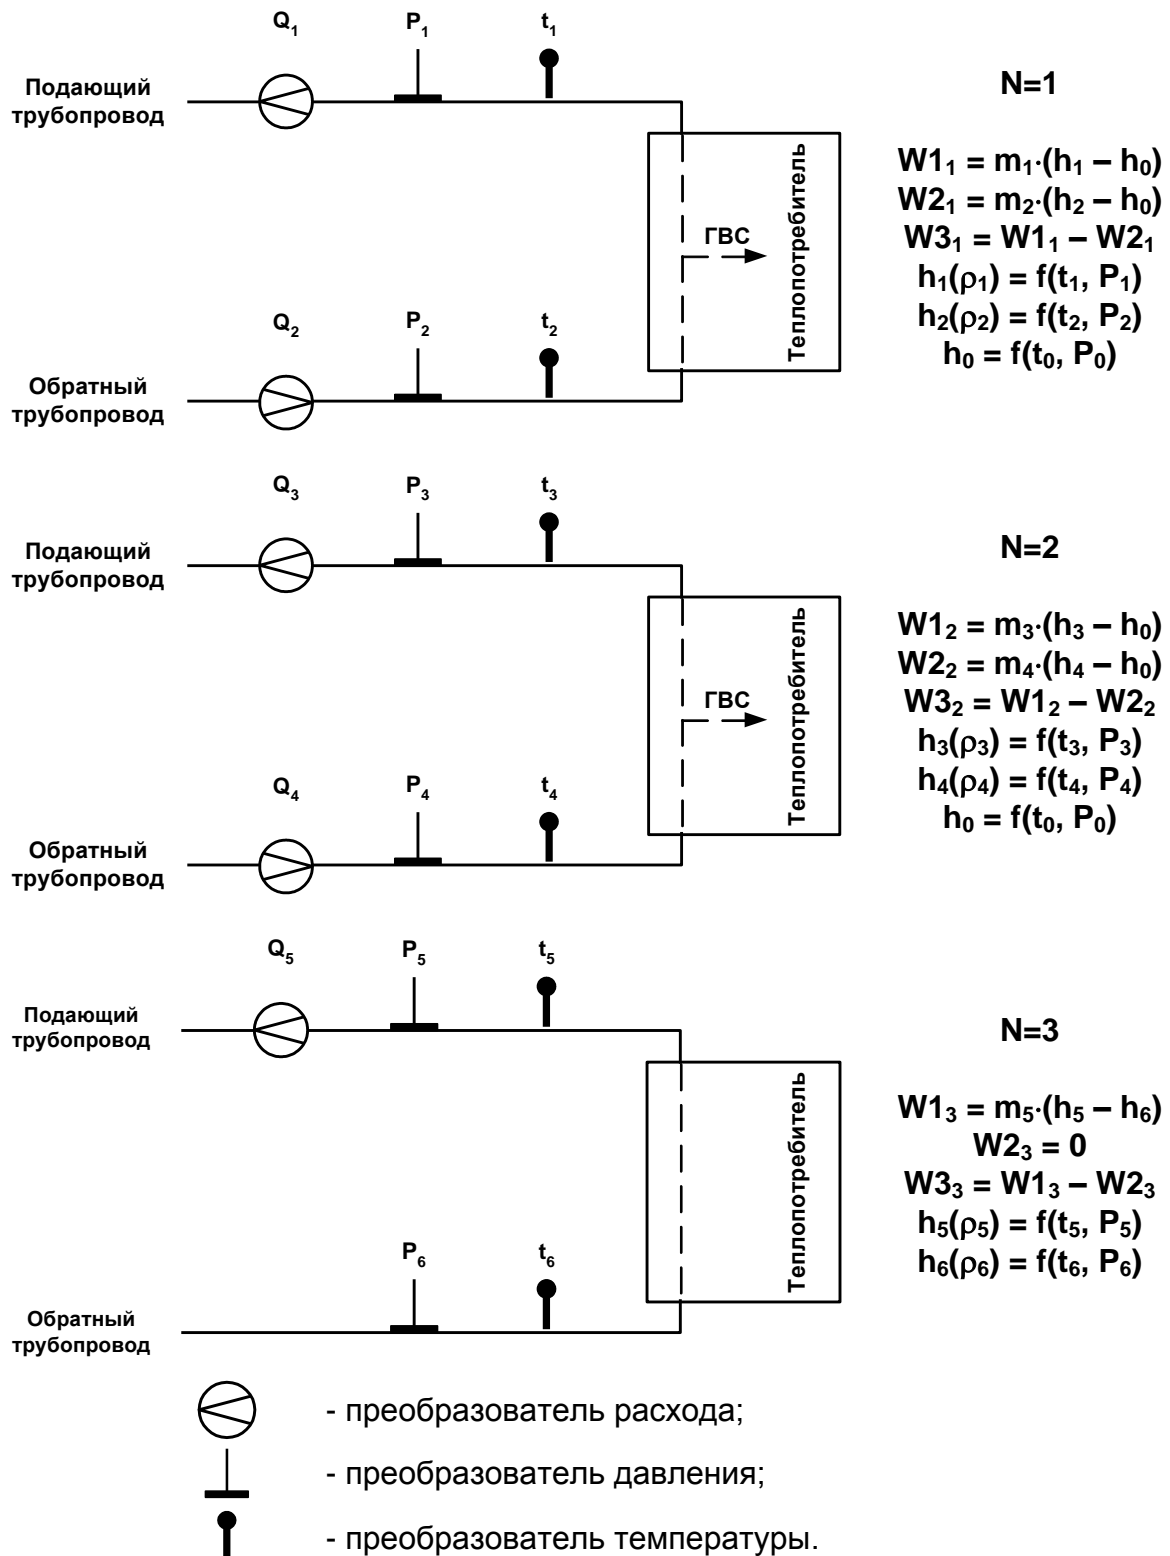 Q₁ P₁ t₁
Подающий
трубопровод
N=1
W1₁ = m₁·(h₁ – h₀)
W2₁ = m₂·(h₂ – h₀)
W3₁ = W1₁ – W2₁
h₁(ρ₁) = f(t₁, P₁)
h₂(ρ₂) = f(t₂, P₂)
h₀ = f(t₀, P₀)
ГВС
Теплопотребитель
Q₂ P₂ t₂
Обратный
трубопровод
Q₃ P₃ t₃
Подающий
трубопровод
N=2
W1₂ = m₃·(h₃ – h₀)
W2₂ = m₄·(h₄ – h₀)
W3₂ = W1₂ – W2₂
h₃(ρ₃) = f(t₃, P₃)
h₄(ρ₄) = f(t₄, P₄)
h₀ = f(t₀, P₀)
ГВС
Теплопотребитель
Q₄ P₄ t₄
Обратный
трубопровод
Q₅ P₅ t₅
Подающий
трубопровод
N=3
W1₃ = m₅·(h₅ – h₆)
W2₃ = 0
W3₃ = W1₃ – W2₃
h₅(ρ₅) = f(t₅, P₅)
h₆(ρ₆) = f(t₆, P₆)
Теплопотребитель
P₆ t₆
Обратный
трубопровод
- преобразователь расхода;
- преобразователь давления;
- преобразователь температуры.